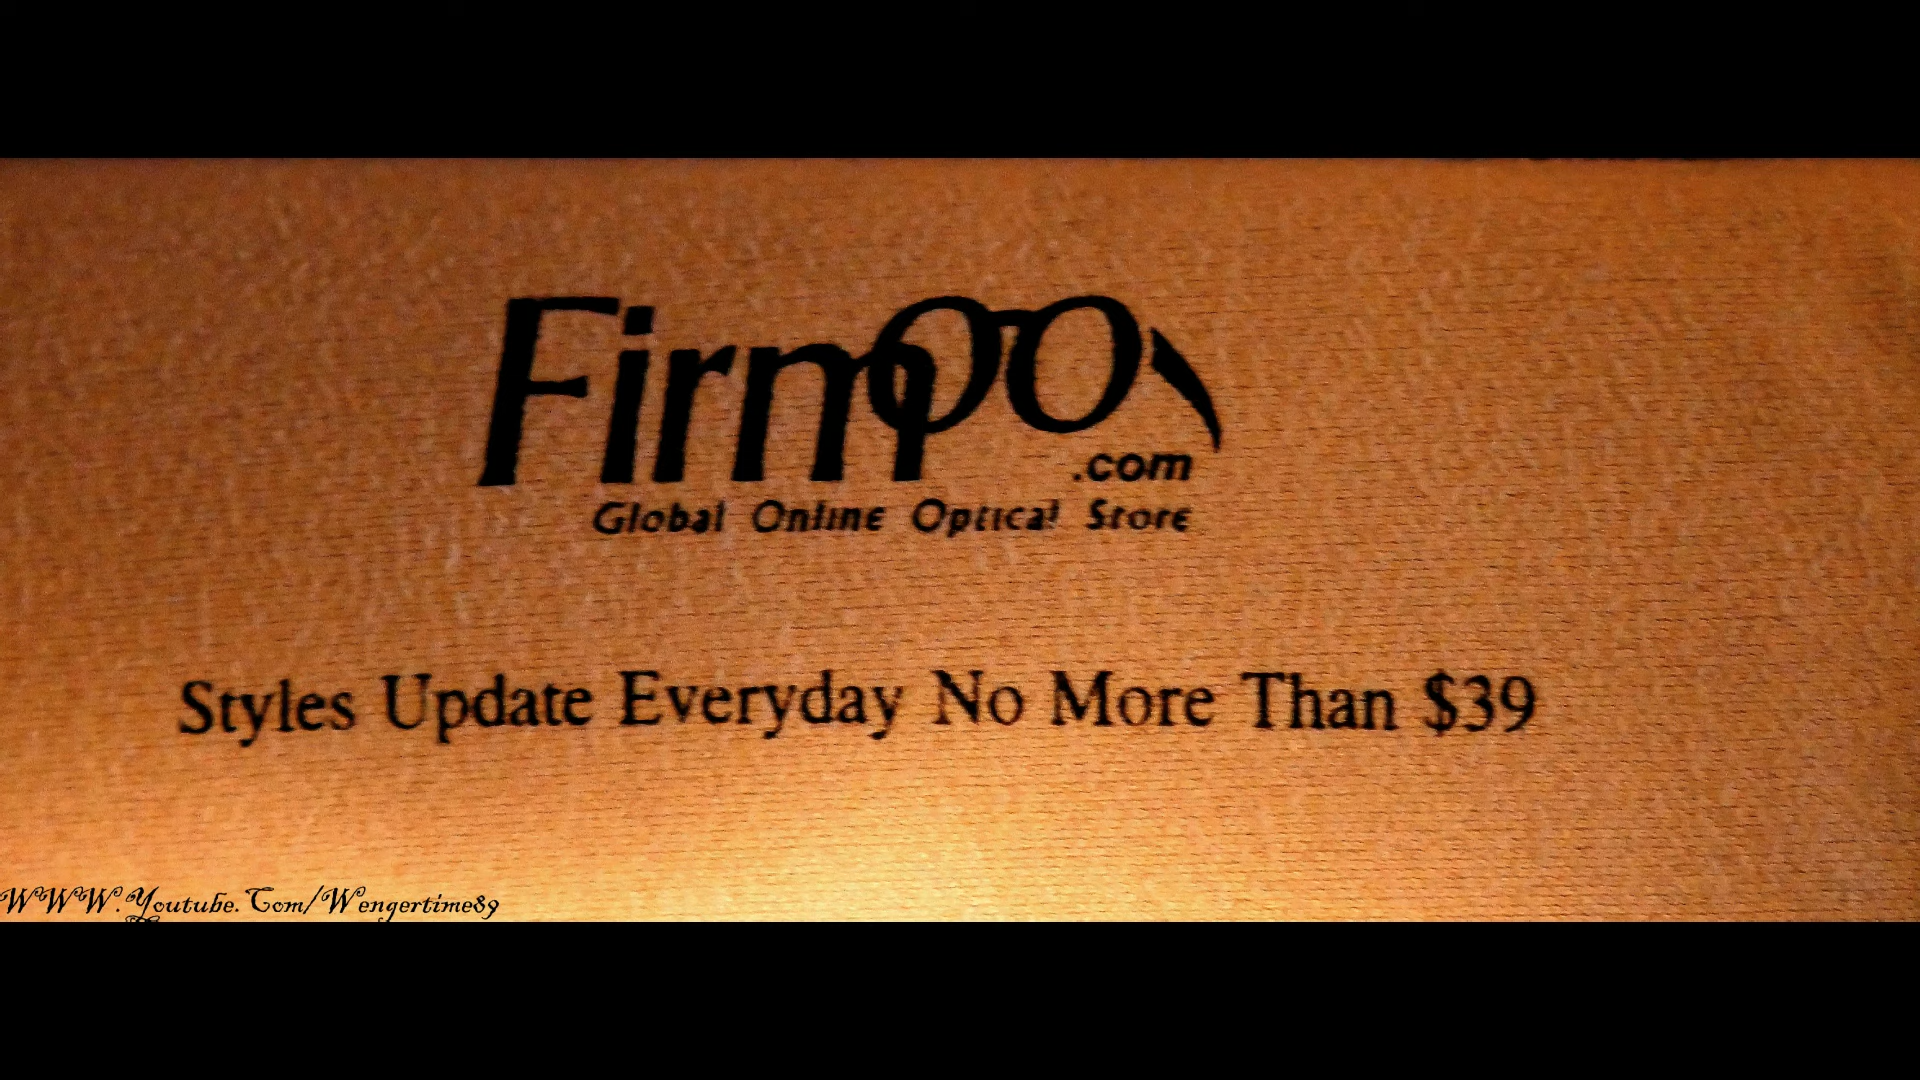 Firmoo
.com
Global Online Optical Store
Styles Update Everyday No More Than $39
WWW.Youtube.Com/Wengertime89